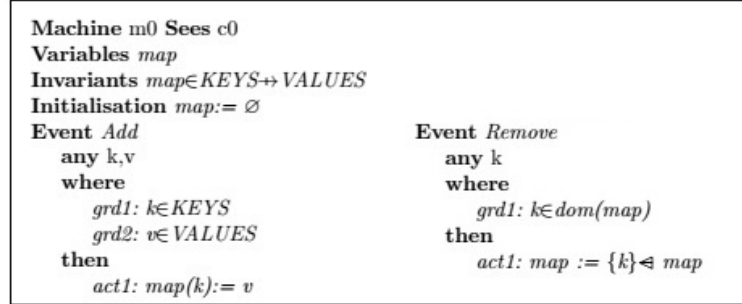 Machine m0 Sees c0
Variables map
Invariants map∈KEYS⇸VALUES
Initialisation map:= ∅
Event Add
any k,v
where
grd1: k∈KEYS
grd2: v∈VALUES
then
act1: map(k):= v
Event Remove
any k
where
grd1: k∈dom(map)
then
act1: map := {k}⩤ map